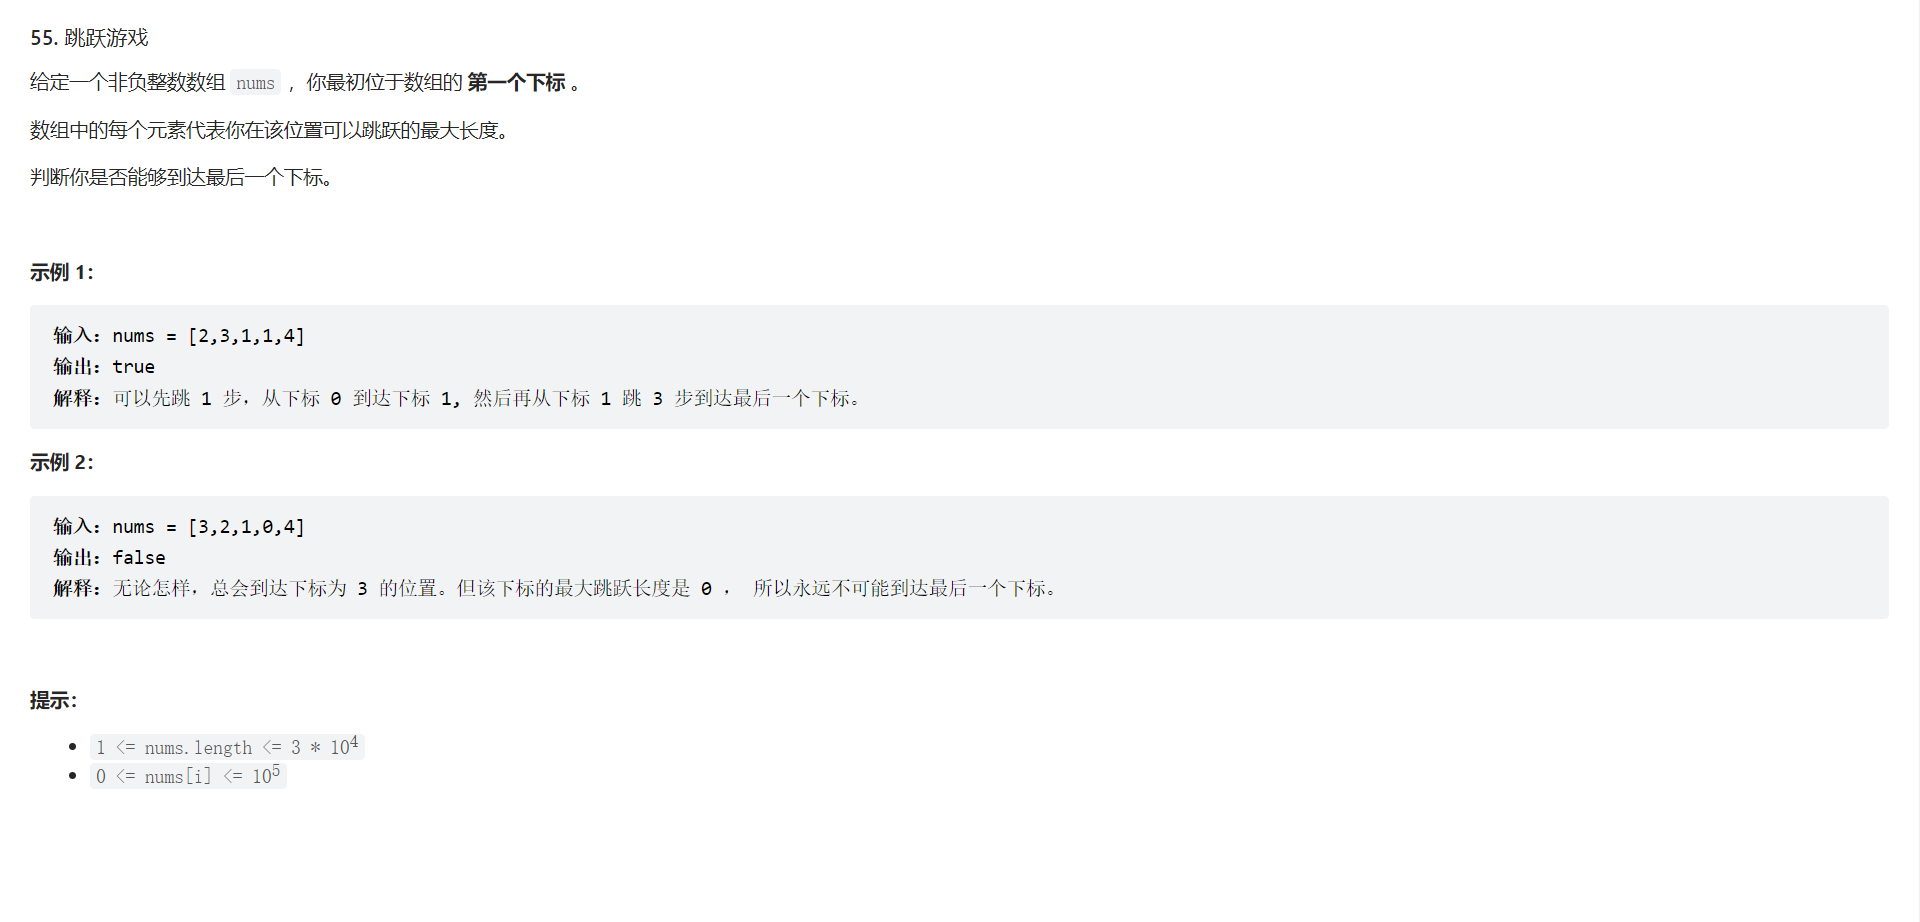 55. 跳跃游戏
给定一个非负整数数组 nums ，你最初位于数组的 第一个下标 。
数组中的每个元素代表你在该位置可以跳跃的最大长度。
判断你是否能够到达最后一个下标。
示例 1：
输入：nums = [2,3,1,1,4]
输出：true
解释：可以先跳 1 步，从下标 0 到达下标 1, 然后再从下标 1 跳 3 步到达最后一个下标。
示例 2：
输入：nums = [3,2,1,0,4]
输出：false
解释：无论怎样，总会到达下标为 3 的位置。但该下标的最大跳跃长度是 0 ， 所以永远不可能到达最后一个下标。
提示：
• 1 <= nums.length <= 3 * 10⁴
• 0 <= nums[i] <= 10⁵